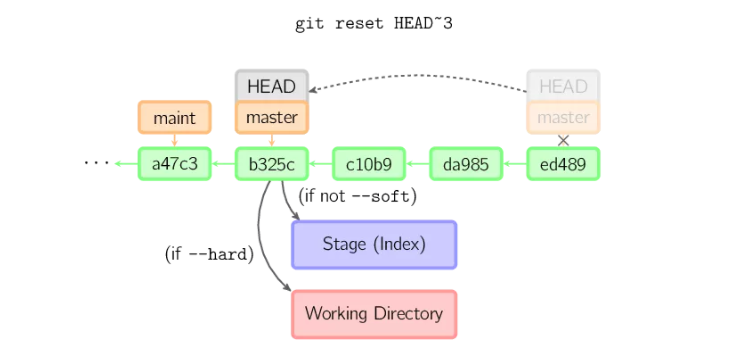 git reset HEAD~3
HEAD
HEAD
maint
master
master
...
a47c3
b325c
c10b9
da985
ed489
(if not --soft)
Stage (Index)
(if --hard)
Working Directory